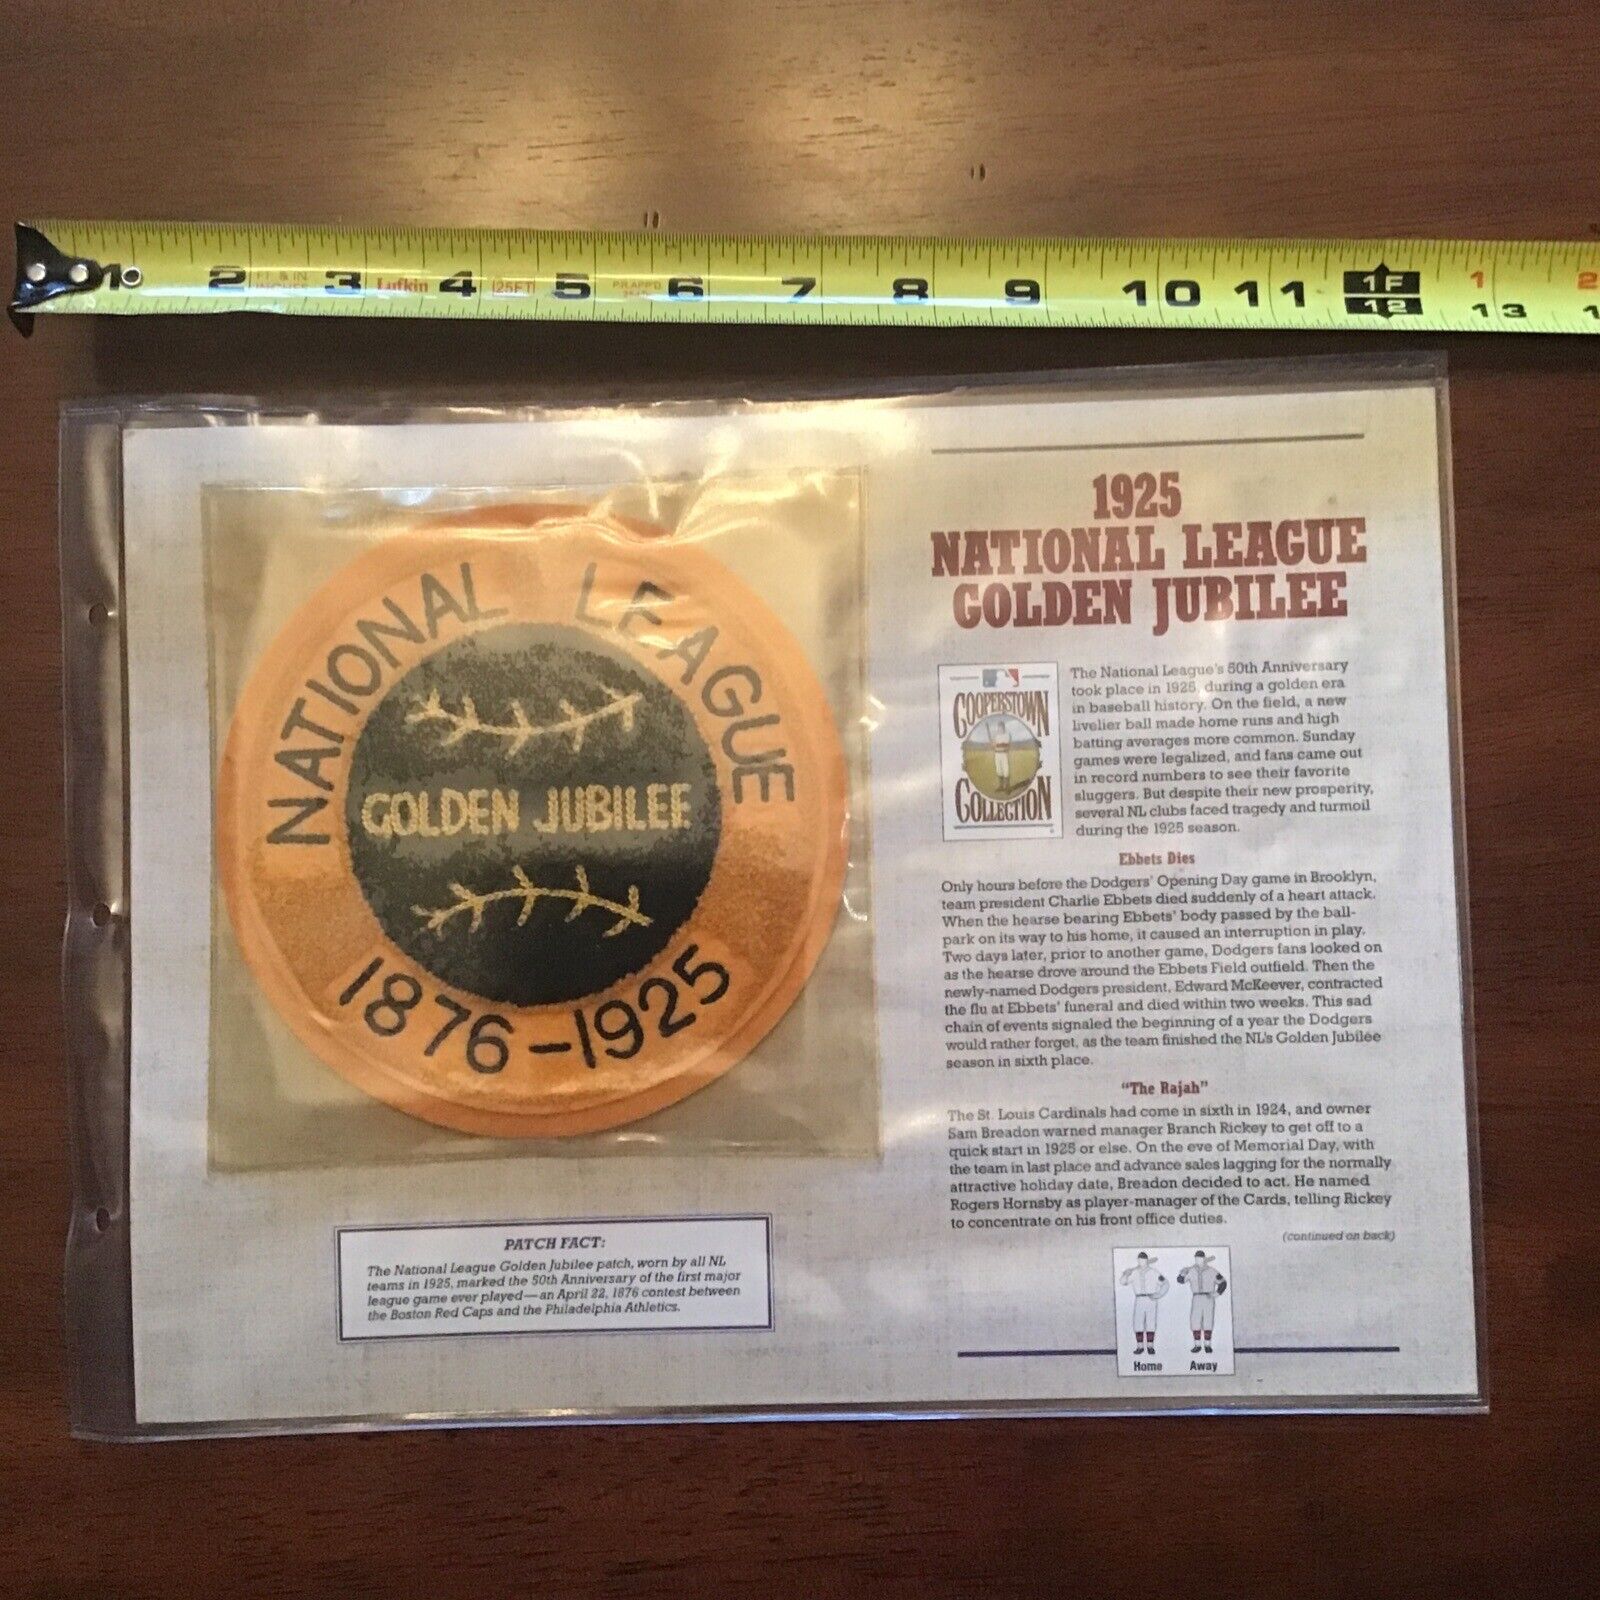 1 2 3 4 5 6 7 8 9 10 11 1F 1 2
12 13 1
FT & IN
INCHES
Lufkin
25FT
NATIONAL LEAGUE
GOLDEN JUBILEE
1876-1925
PATCH FACT:
The National League Golden Jubilee patch, worn by all NL
teams in 1925, marked the 50th Anniversary of the first major
league game ever played—an April 22, 1876 contest between
the Boston Red Caps and the Philadelphia Athletics.
1925
NATIONAL LEAGUE
GOLDEN JUBILEE
COOPERSTOWN
COLLECTION
The National League's 50th Anniversary
took place in 1925, during a golden era
in baseball history. On the field, a new
livelier ball made home runs and high
batting averages more common. Sunday
games were legalized, and fans came out
in record numbers to see their favorite
sluggers. But despite their new prosperity,
several NL clubs faced tragedy and turmoil
during the 1925 season.
Ebbets Dies
Only hours before the Dodgers' Opening Day game in Brooklyn,
team president Charlie Ebbets died suddenly of a heart attack.
When the hearse bearing Ebbets' body passed by the ball-
park on its way to his home, it caused an interruption in play.
Two days later, prior to another game, Dodgers fans looked on
as the hearse drove around the Ebbets Field outfield. Then the
newly-named Dodgers president, Edward McKeever, contracted
the flu at Ebbets' funeral and died within two weeks. This sad
chain of events signaled the beginning of a year the Dodgers
would rather forget, as the team finished the NL's Golden Jubilee
season in sixth place.
"The Rajah"
The St. Louis Cardinals had come in sixth in 1924, and owner
Sam Breadon warned manager Branch Rickey to get off to a
quick start in 1925 or else. On the eve of Memorial Day, with
the team in last place and advance sales lagging for the normally
attractive holiday date, Breadon decided to act. He named
Rogers Hornsby as player-manager of the Cards, telling Rickey
to concentrate on his front office duties.
(continued on back)
Home Away